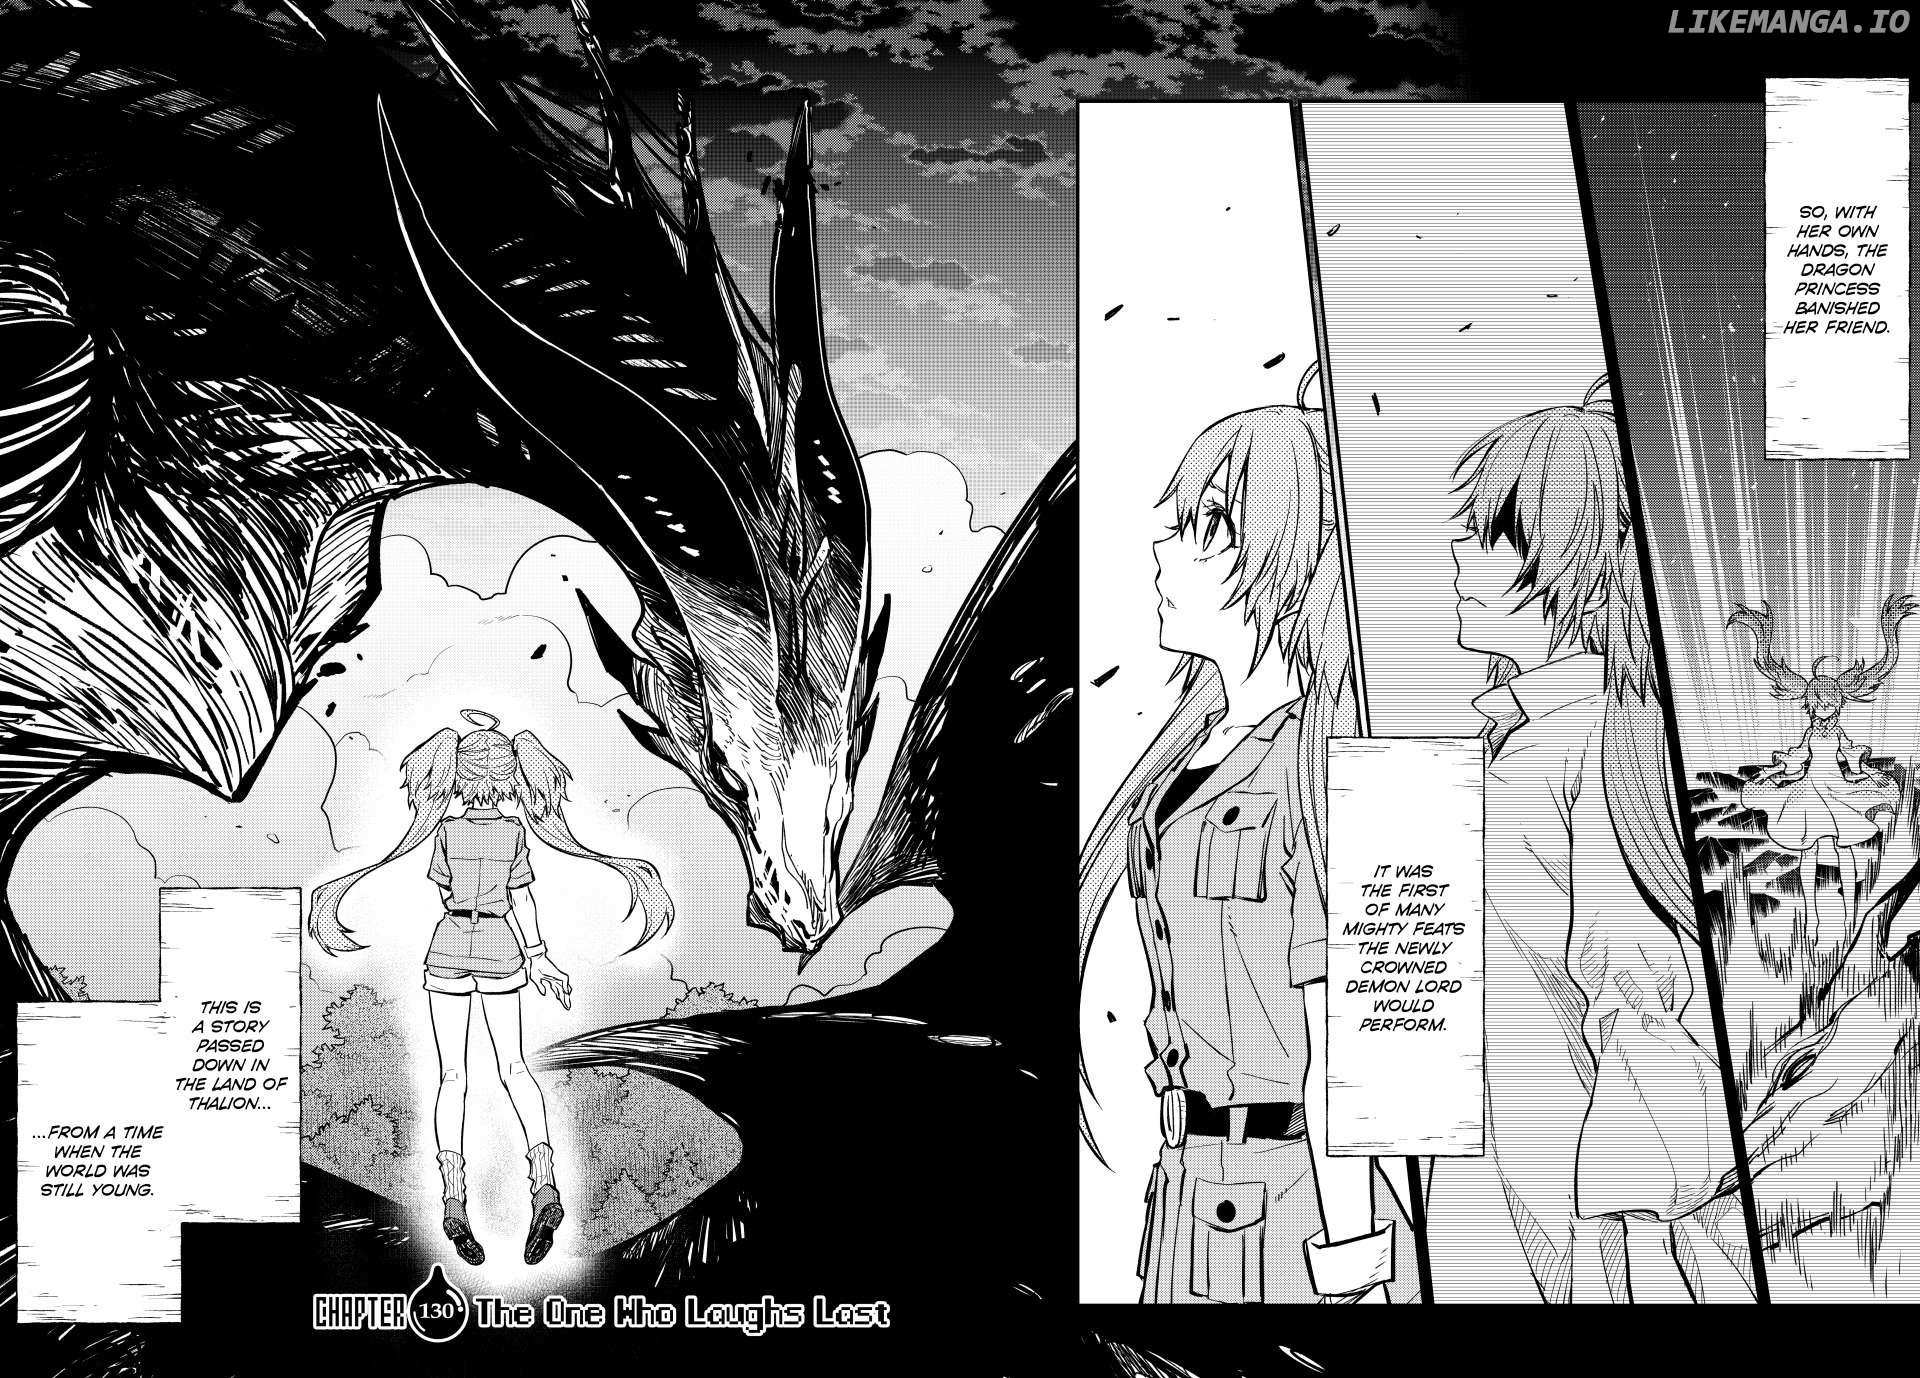 LIKEMANGA.IO
SO, WITH
HER OWN
HANDS, THE
DRAGON
PRINCESS
BANISHED
HER FRIEND.
IT WAS
THE FIRST
OF MANY
MIGHTY FEATS
THE NEWLY
CROWNED
DEMON LORD
WOULD
PERFORM.
THIS IS
A STORY
PASSED
DOWN IN
THE LAND OF
THALION...
...FROM A TIME
WHEN THE
WORLD WAS
STILL YOUNG.
CHAPTER 130 The One Who Laughs Last